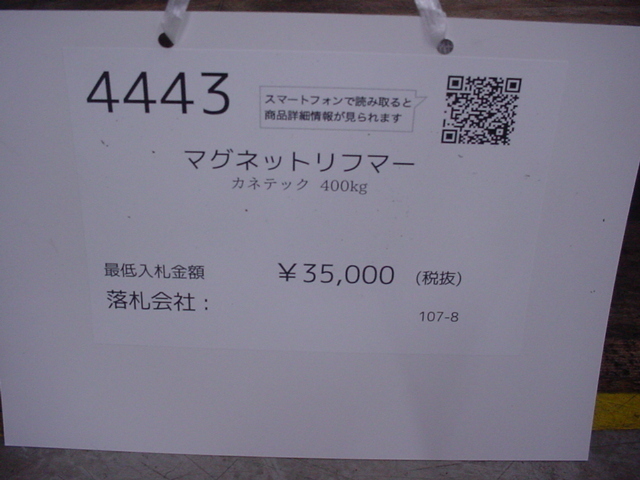 4443
スマートフォンで読み取ると
商品詳細情報が見られます
マグネットリフマー
カネテック 400kg
最低入札金額 ￥35,000 (税抜)
落札会社：
107-8